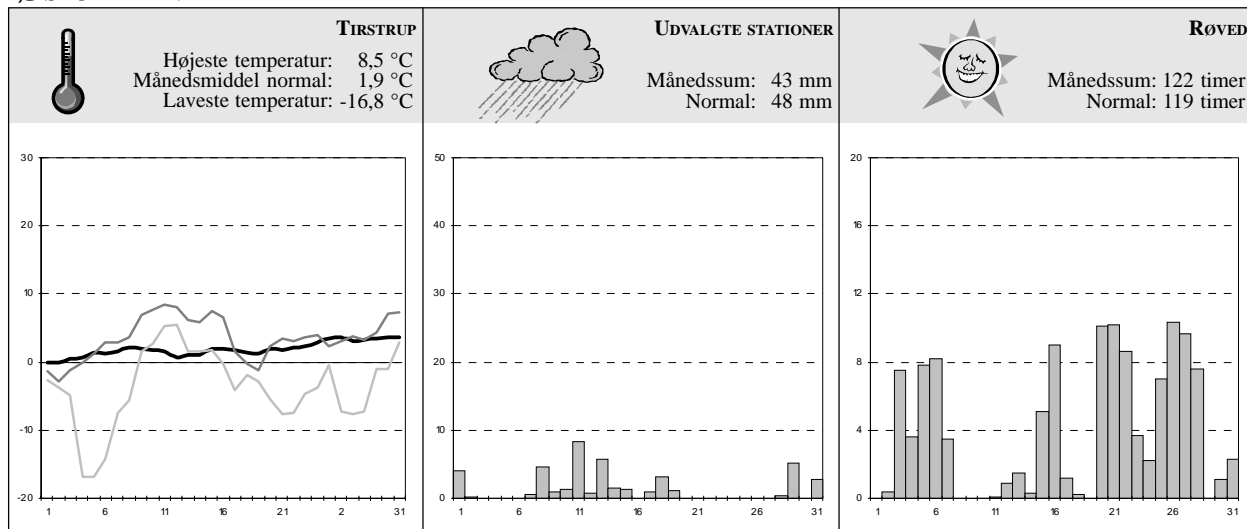 TIRSTRUP
Højeste temperatur: 8,5 °C
Månedsmiddel normal: 1,9 °C
Laveste temperatur: -16,8 °C
30
20
10
0
-10
-20
1 6 11 16 21 2 31
UDVALGTE STATIONER
Månedssum: 43 mm
Normal: 48 mm
50
40
30
20
10
0
1 6 11 16 21 26 31
RØVED
Månedssum: 122 timer
Normal: 119 timer
20
16
12
8
4
0
1 6 11 16 21 26 31